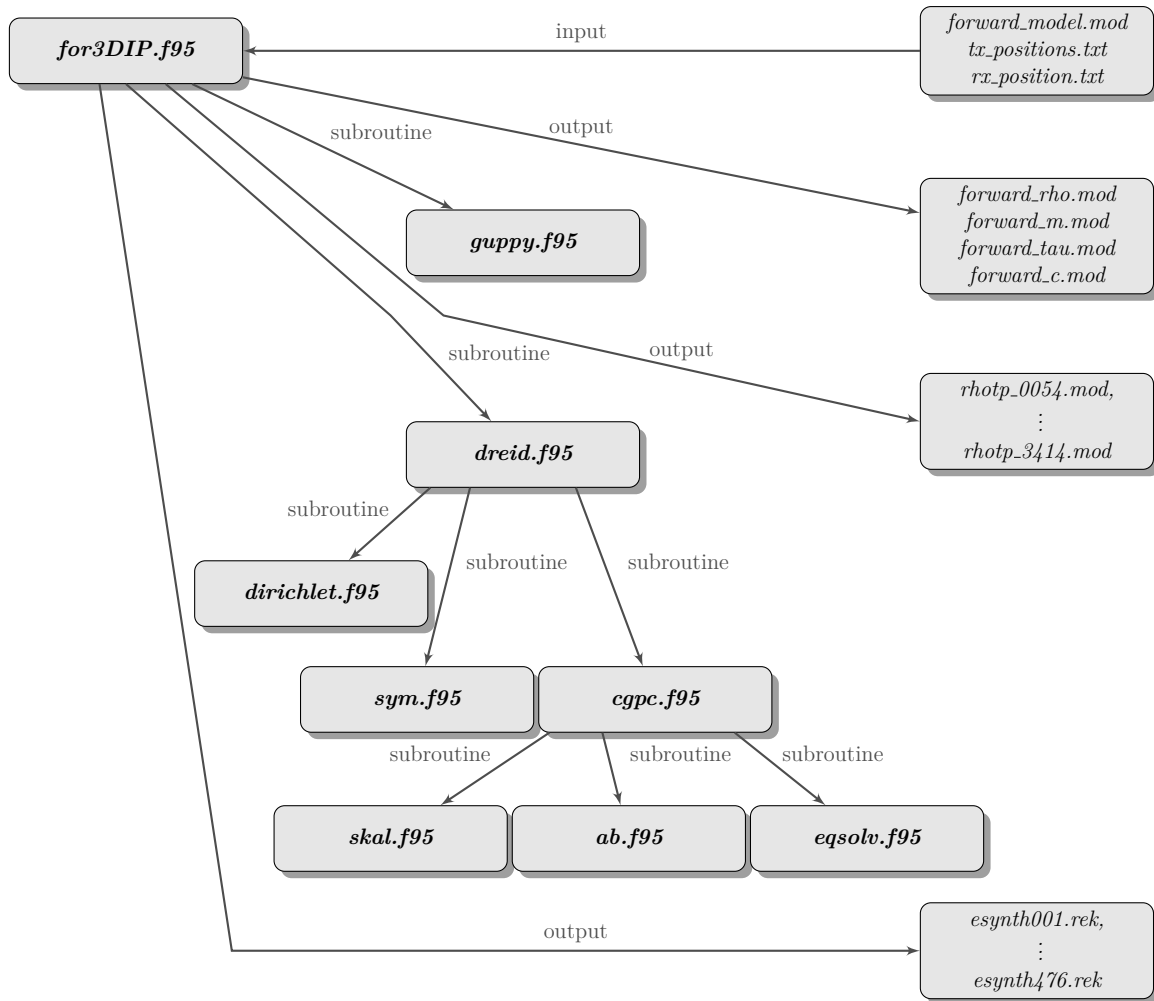 for3DIP.f95
input
forward_model.mod
tx_positions.txt
rx_position.txt
subroutine
output
forward_rho.mod
forward_m.mod
forward_tau.mod
forward_c.mod
guppy.f95
subroutine
output
rhotp_0054.mod,
⋮
rhotp_3414.mod
dreid.f95
subroutine
subroutine
subroutine
dirichlet.f95
sym.f95
cgpc.f95
subroutine
subroutine
subroutine
skal.f95
ab.f95
eqsolv.f95
output
esynth001.rek,
⋮
esynth476.rek